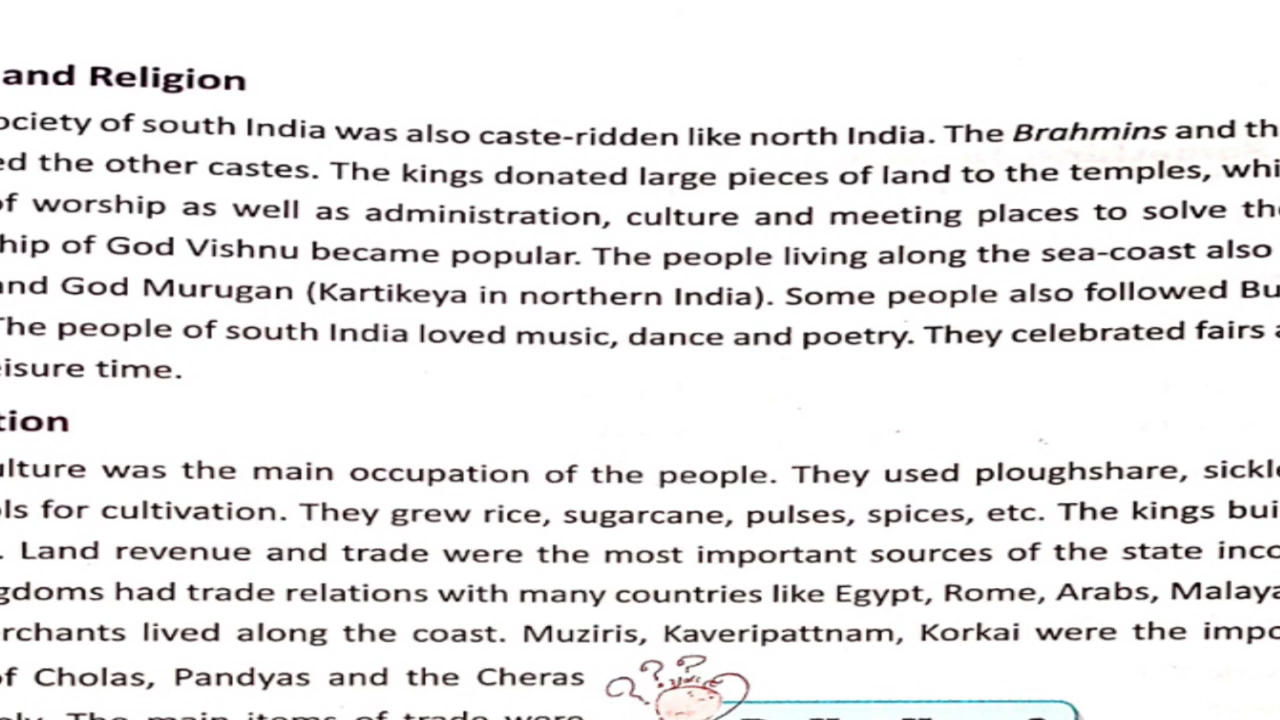 and Religion
ociety of south India was also caste-ridden like north India. The Brahmins and th
ed the other castes. The kings donated large pieces of land to the temples, whi
of worship as well as administration, culture and meeting places to solve the
hip of God Vishnu became popular. The people living along the sea-coast also
and God Murugan (Kartikeya in northern India). Some people also followed Bu
The people of south India loved music, dance and poetry. They celebrated fairs a
eisure time.
tion
ulture was the main occupation of the people. They used ploughshare, sickle
ls for cultivation. They grew rice, sugarcane, pulses, spices, etc. The kings bui
. Land revenue and trade were the most important sources of the state inco
gdoms had trade relations with many countries like Egypt, Rome, Arabs, Malaya
rchants lived along the coast. Muziris, Kaveripattnam, Korkai were the impo
of Cholas, Pandyas and the Cheras
ly. The main items of trade were